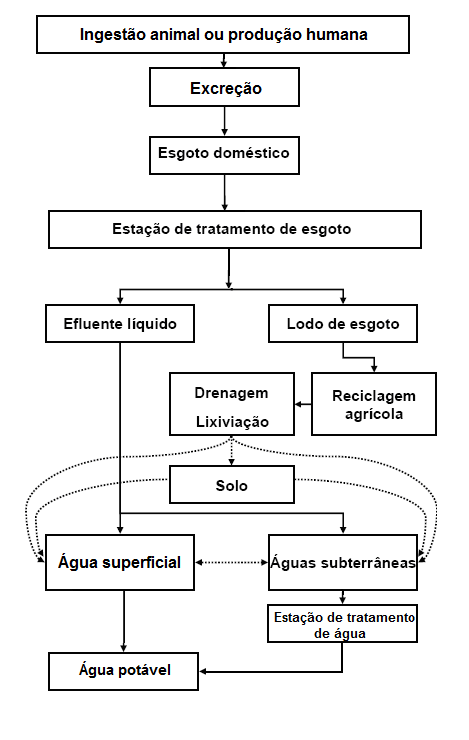 Ingestão animal ou produção humana
Excreção
Esgoto doméstico
Estação de tratamento de esgoto
Efluente líquido
Lodo de esgoto
Drenagem
Lixiviação
Reciclagem
agrícola
Solo
Água superficial
Águas subterrâneas
Estação de tratamento
de água
Água potável